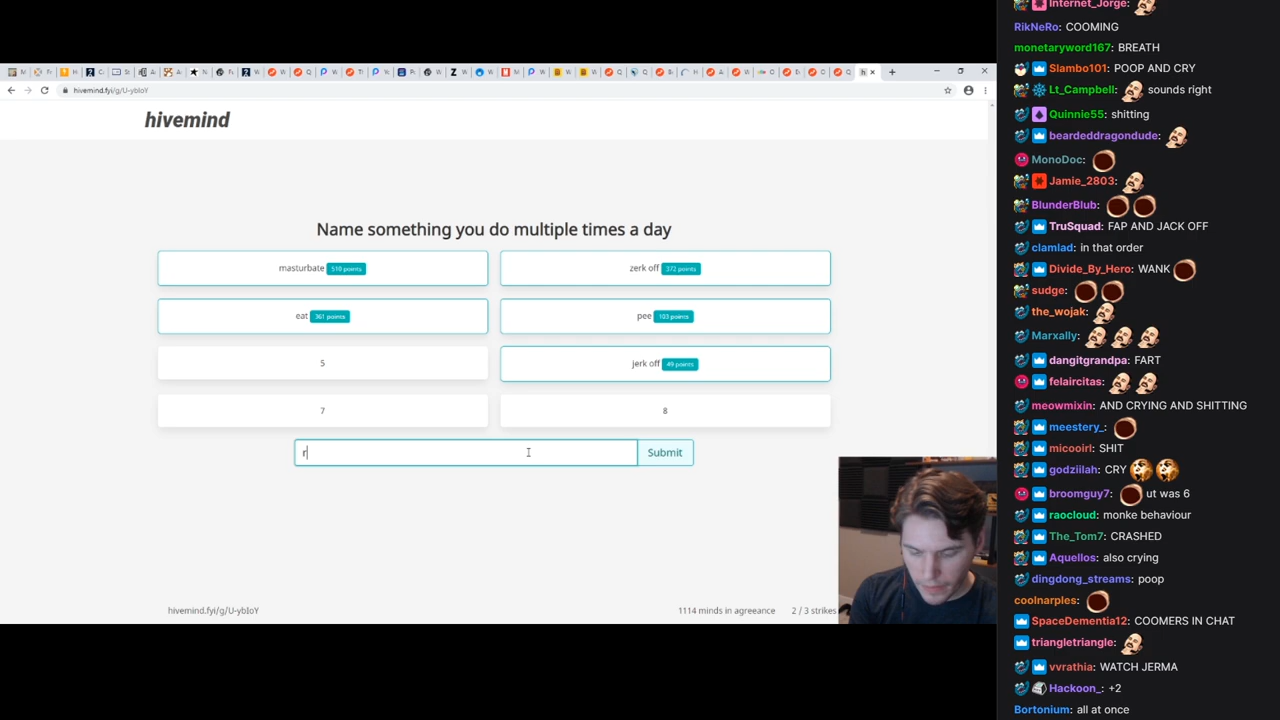 hivemind.fyi/g/U-ybIoY
hivemind
Name something you do multiple times a day
masturbate 510 points
zerk off 372 points
eat 361 points
pee 103 points
5
jerk off 49 points
7
8
r
Submit
hivemind.fyi/g/U-ybIoY
1114 minds in agreeance
2 / 3 strikes
Internet_Jorge:
RikNeRo: COOMING
monetaryword167: BREATH
Slambo101: POOP AND CRY
Lt_Campbell: sounds right
Quinnie55: shitting
beardeddragondude:
MonoDoc:
Jamie_2803:
BlunderBlub:
TruSquad: FAP AND JACK OFF
clamlad: in that order
Divide_By_Hero: WANK
sudge:
the_wojak:
Marxally:
dangitgrandpa: FART
felaircitas:
meowmixin: AND CRYING AND SHITTING
meestery_:
micooirl: SHIT
godziilah: CRY
broomguy7: ut was 6
raocloud: monke behaviour
The_Tom7: CRASHED
Aquellos: also crying
dingdong_streams: poop
coolnarples:
SpaceDementia12: COOMERS IN CHAT
triangletriangle:
vvrathia: WATCH JERMA
Hackoon_: +2
Bortonium: all at once